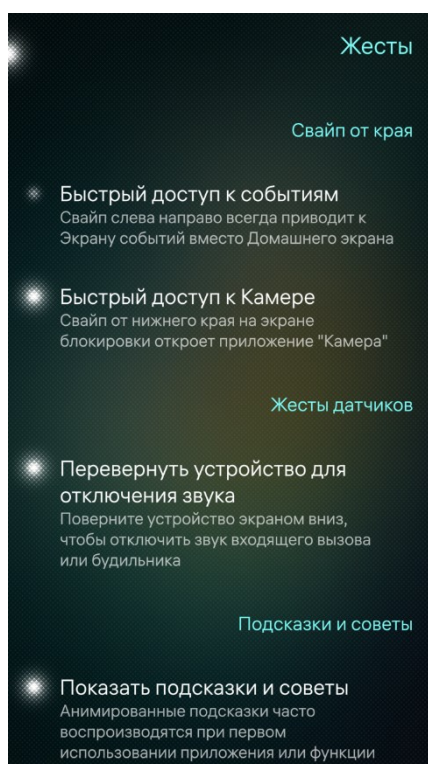 Жесты
Свайп от края
Быстрый доступ к событиям
Свайп слева направо всегда приводит к
Экрану событий вместо Домашнего экрана
Быстрый доступ к Камере
Свайп от нижнего края на экране
блокировки откроет приложение "Камера"
Жесты датчиков
Перевернуть устройство для
отключения звука
Поверните устройство экраном вниз,
чтобы отключить звук входящего вызова
или будильника
Подсказки и советы
Показать подсказки и советы
Анимированные подсказки часто
воспроизводятся при первом
использовании приложения или функции